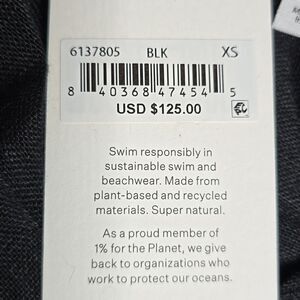 6137805 BLK XS
8 40368 47454 5
USD $125.00
Swim responsibly in
sustainable swim and
beachwear. Made from
plant-based and recycled
materials. Super natural.
As a proud member of
1% for the Planet, we give
back to organizations who
work to protect our oceans.